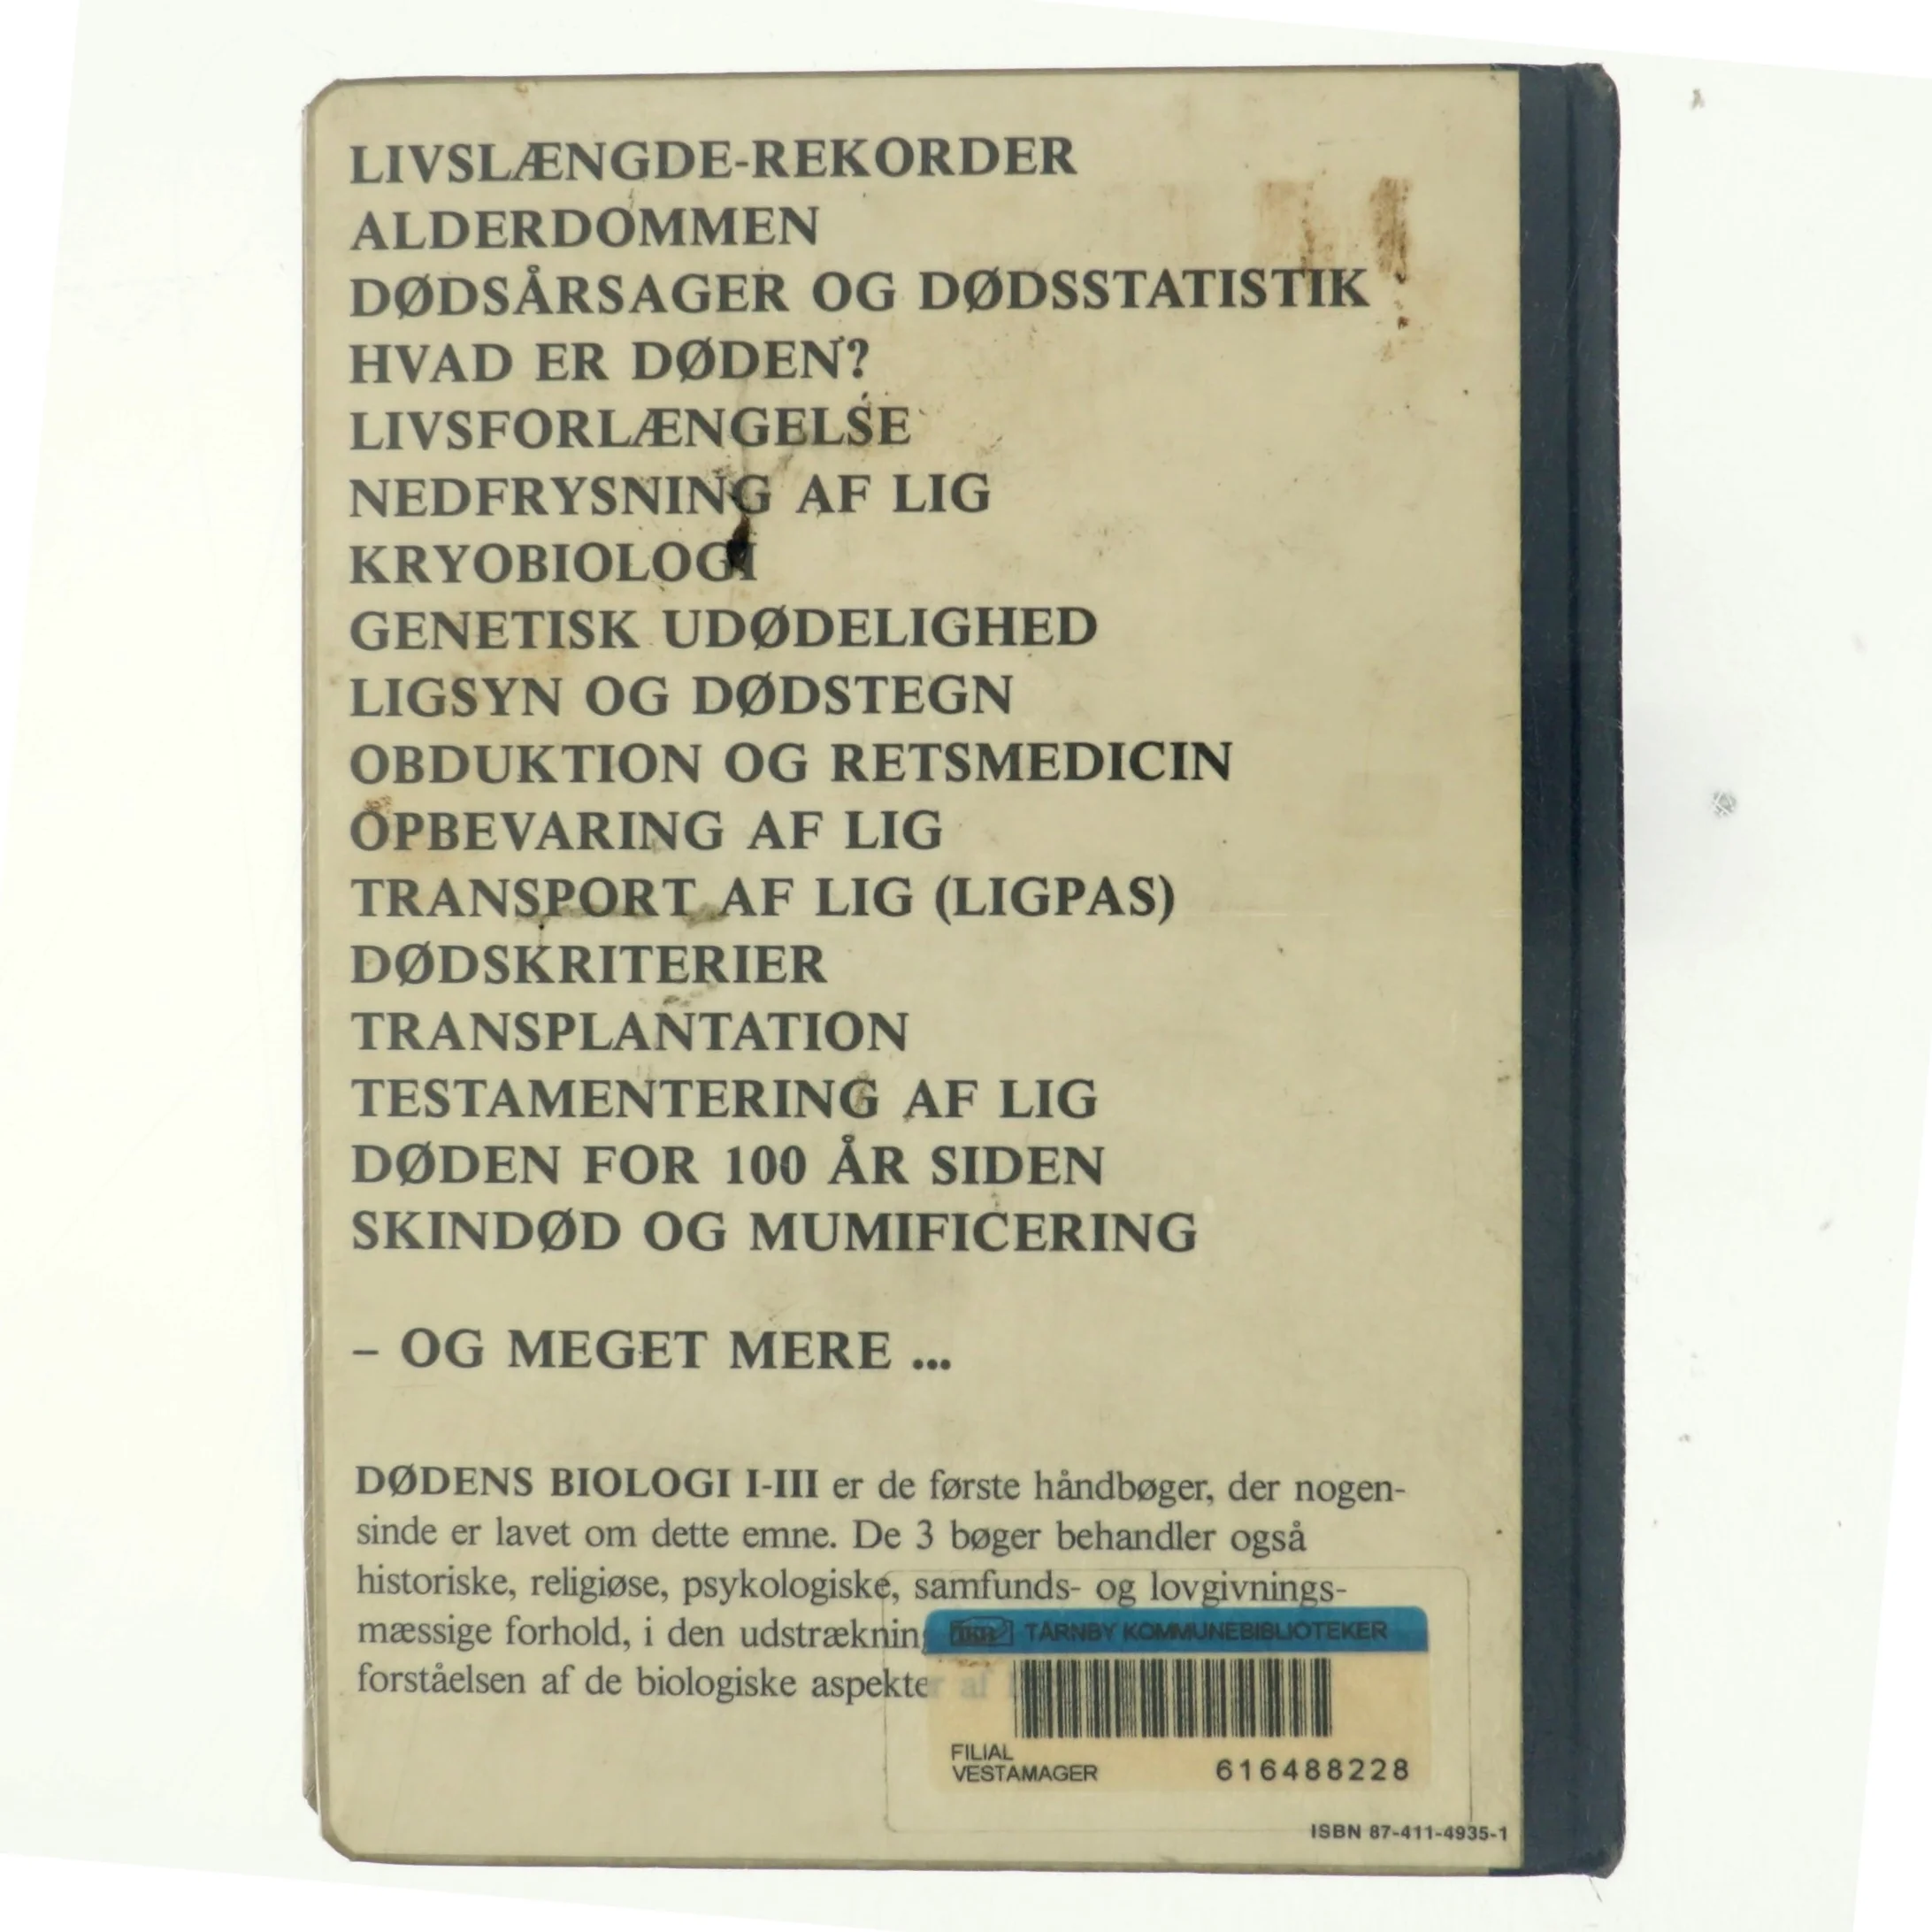 LIVSLÆNGDE-REKORDER
ALDERDOMMEN
DØDSÅRSAGER OG DØDSSTATISTIK
HVAD ER DØDEN?
LIVSFORLÆNGELSE
NEDFRYSNING AF LIG
KRYOBIOLOGI
GENETISK UDØDELIGHED
LIGSYN OG DØDSTEGN
OBDUKTION OG RETSMEDICIN
OPBEVARING AF LIG
TRANSPORT AF LIG (LIGPAS)
DØDSKRITERIER
TRANSPLANTATION
TESTAMENTERING AF LIG
DØDEN FOR 100 ÅR SIDEN
SKINDØD OG MUMIFICERING
– OG MEGET MERE ...
DØDENS BIOLOGI I-III er de første håndbøger, der nogen-
sinde er lavet om dette emne. De 3 bøger behandler også
historiske, religiøse, psykologiske, samfunds- og lovgivnings-
mæssige forhold, i den udstrækning
forståelsen af de biologiske aspekter af
TÅRNBY KOMMUNEBIBLIOTEKER
FILIAL
VESTAMAGER 616488228
ISBN 87-411-4935-1